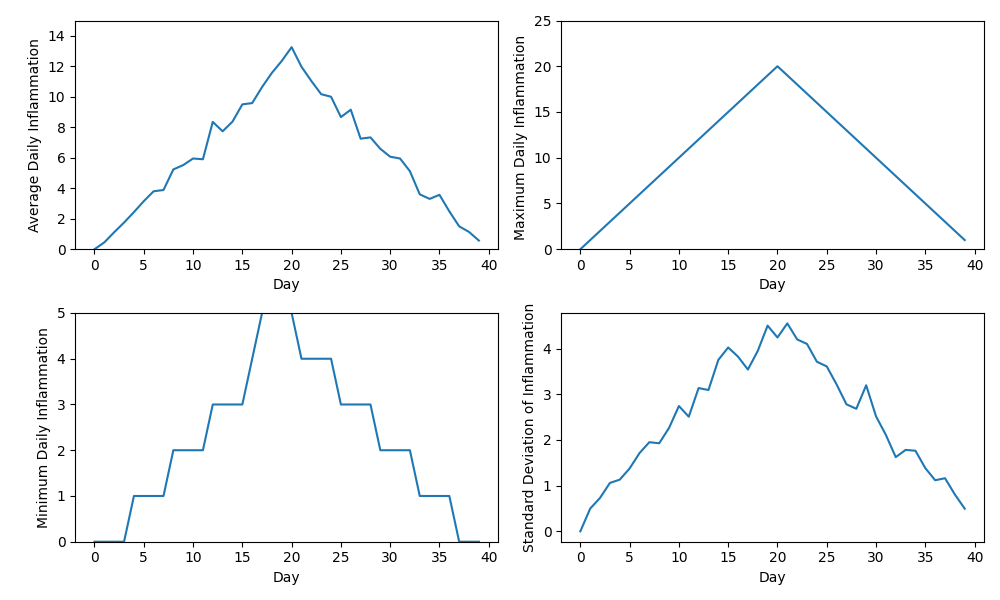 Average Daily Inflammation
14
12
10
8
6
4
2
0
0 5 10 15 20 25 30 35 40
Day
Maximum Daily Inflammation
25
20
15
10
5
0
0 5 10 15 20 25 30 35 40
Day
Minimum Daily Inflammation
5
4
3
2
1
0
0 5 10 15 20 25 30 35 40
Day
Standard Deviation of Inflammation
4
3
2
1
0
0 5 10 15 20 25 30 35 40
Day